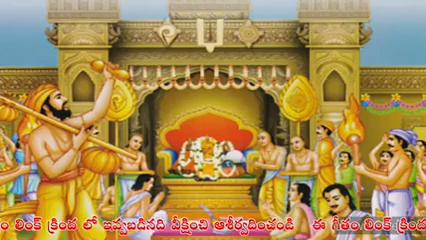 ం లింక్ క్రింద లో ఇవ్వబడినది వీక్షించి ఆశీర్వదించండి ఈ గీతం లింక్ క్రింద